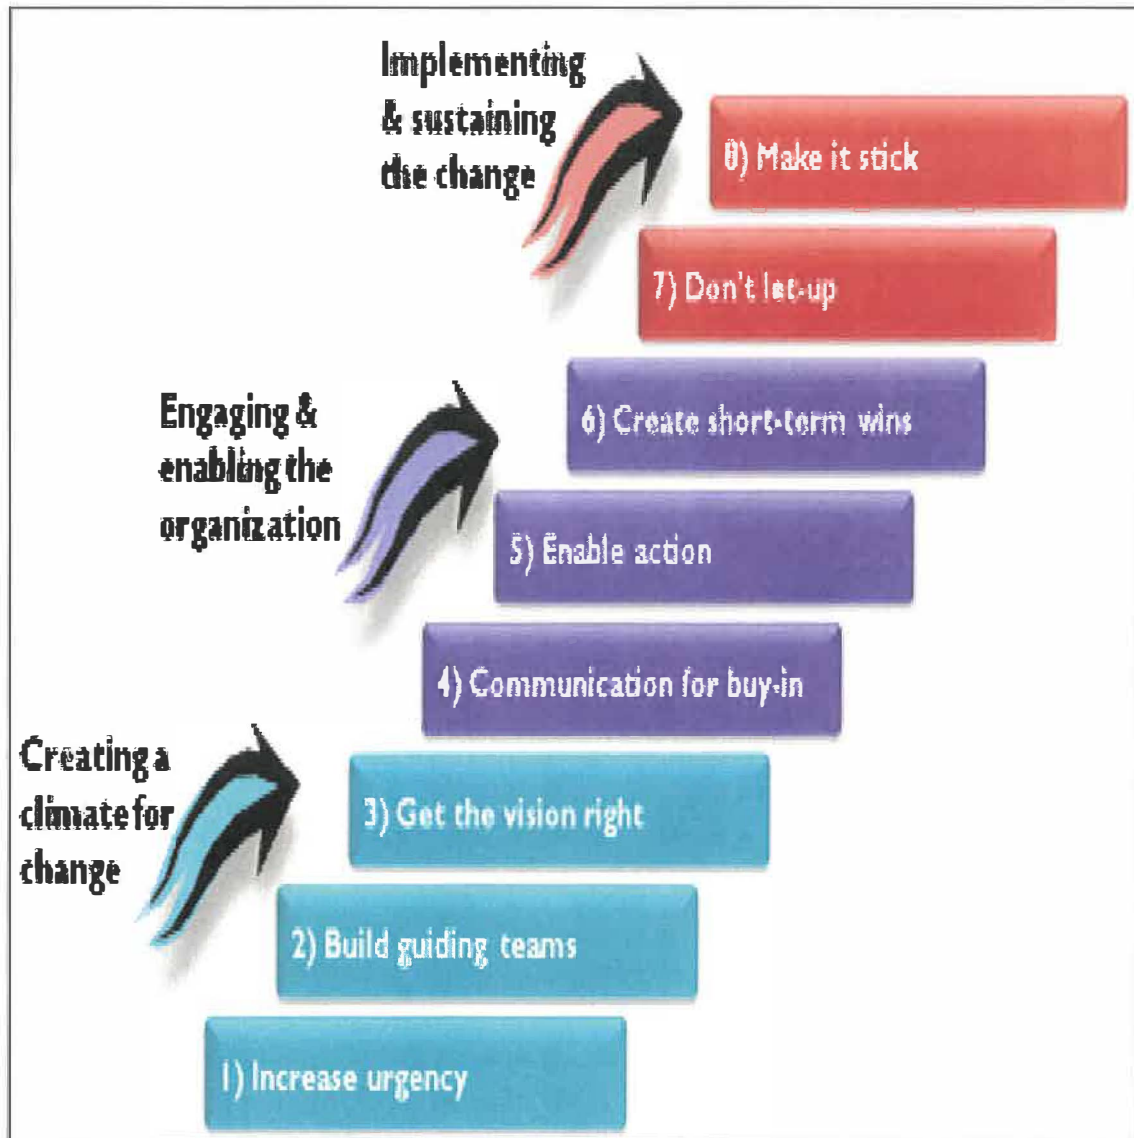 Implementing
& sustaining
the change
8) Make it stick
7) Don't let-up
6) Create short-term wins
Engaging &
enabling the
organization
5) Enable action
4) Communication for buy-in
Creating a
climate for
change
3) Get the vision right
2) Build guiding teams
1) Increase urgency